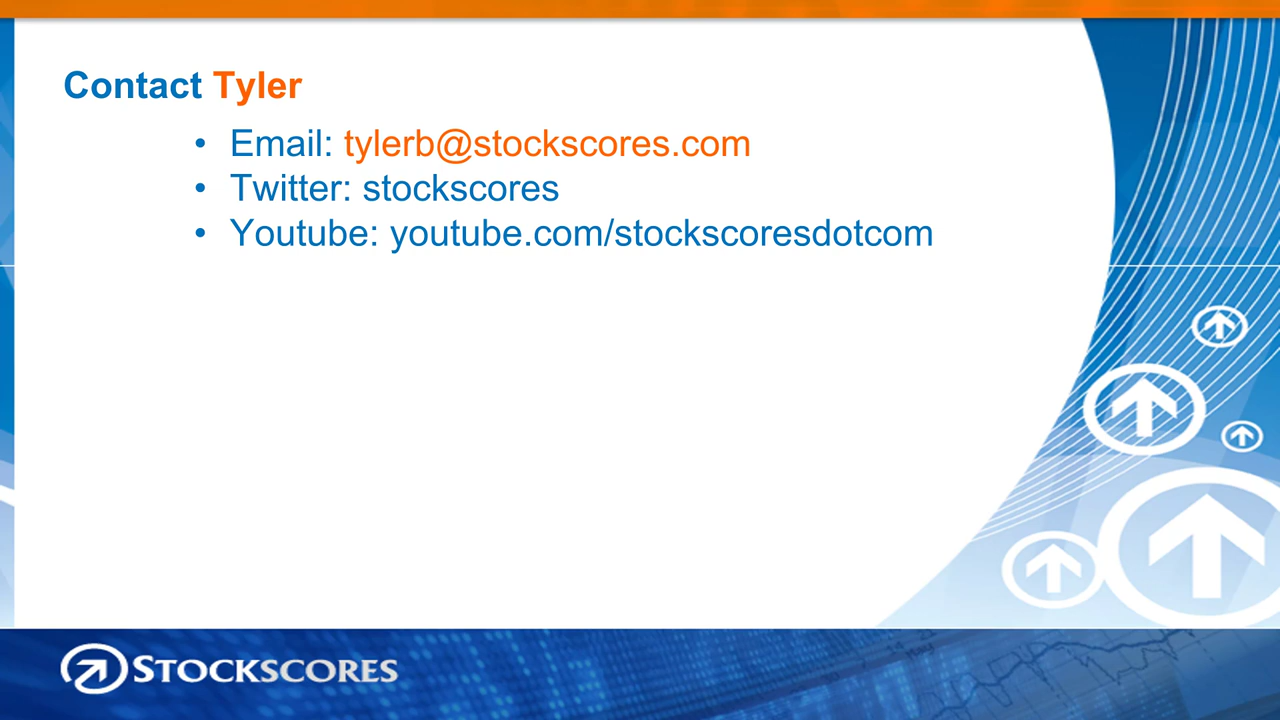 Contact Tyler
• Email: tylerb@stockscores.com
• Twitter: stockscores
• Youtube: youtube.com/stockscoresdotcom
STOCKSCORES